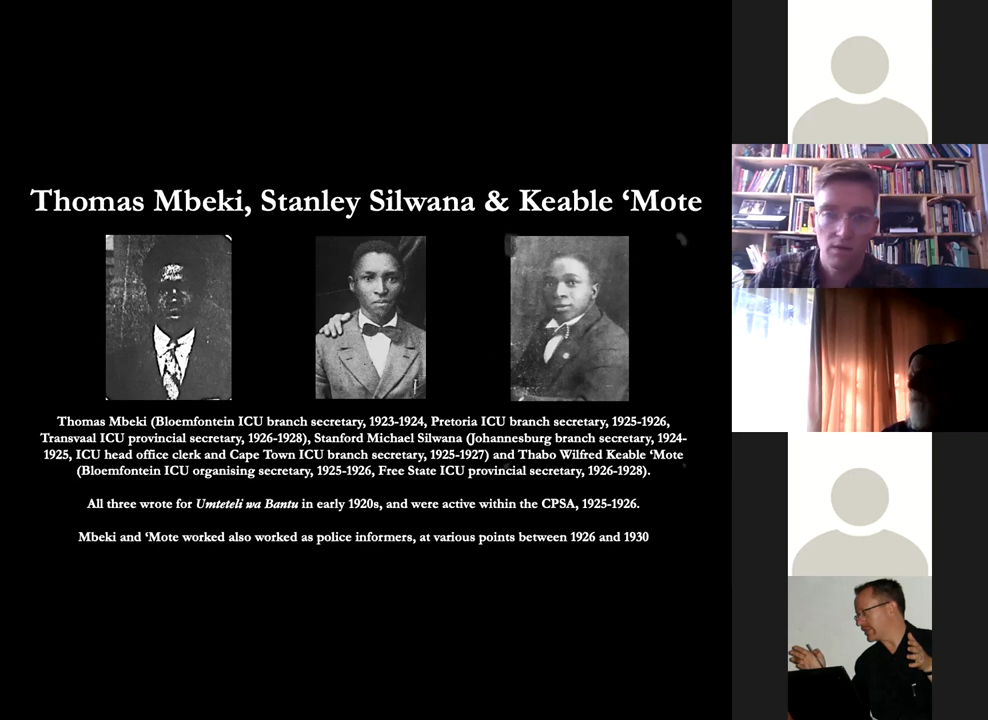 Thomas Mbeki, Stanley Silwana & Keable ‘Mote
Thomas Mbeki (Bloemfontein ICU branch secretary, 1923-1924, Pretoria ICU branch secretary, 1925-1926,
Transvaal ICU provincial secretary, 1926-1928), Stanford Michael Silwana (Johannesburg branch secretary, 1924-
1925, ICU head office clerk and Cape Town ICU branch secretary, 1925-1927) and Thabo Wilfred Keable ‘Mote
(Bloemfontein ICU organising secretary, 1925-1926, Free State ICU provincial secretary, 1926-1928).
All three wrote for Umteteli wa Bantu in early 1920s, and were active within the CPSA, 1925-1926.
Mbeki and ‘Mote worked also worked as police informers, at various points between 1926 and 1930